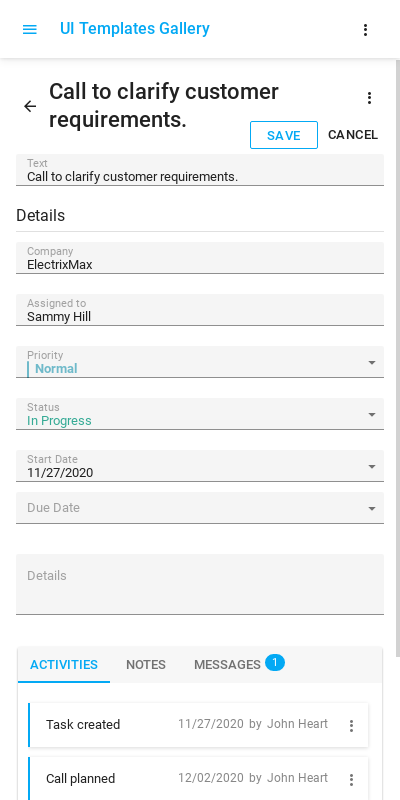 UI Templates Gallery
Call to clarify customer
requirements.
SAVE CANCEL
Text
Call to clarify customer requirements.
Details
Company
ElectrixMax
Assigned to
Sammy Hill
Priority
Normal
Status
In Progress
Start Date
11/27/2020
Due Date
Details
ACTIVITIES NOTES MESSAGES 1
Task created 11/27/2020 by John Heart
Call planned 12/02/2020 by John Heart